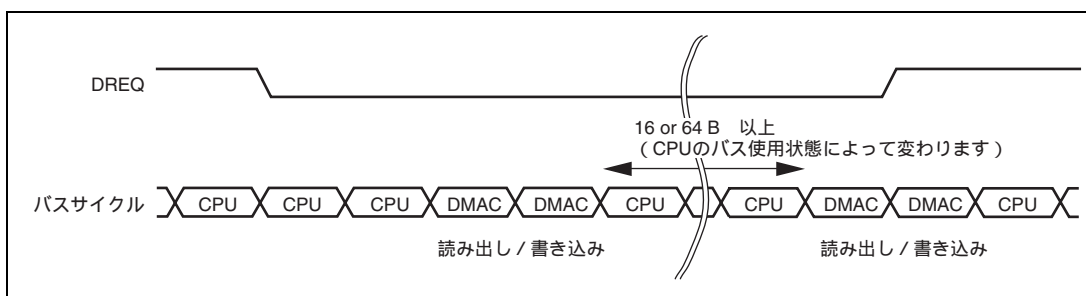 DREQ
16 or 64 B 以上
(CPUのバス使用状態によって変わります)
バスサイクル CPU CPU CPU DMAC DMAC CPU CPU DMAC DMAC CPU
読み出し / 書き込み 読み出し / 書き込み